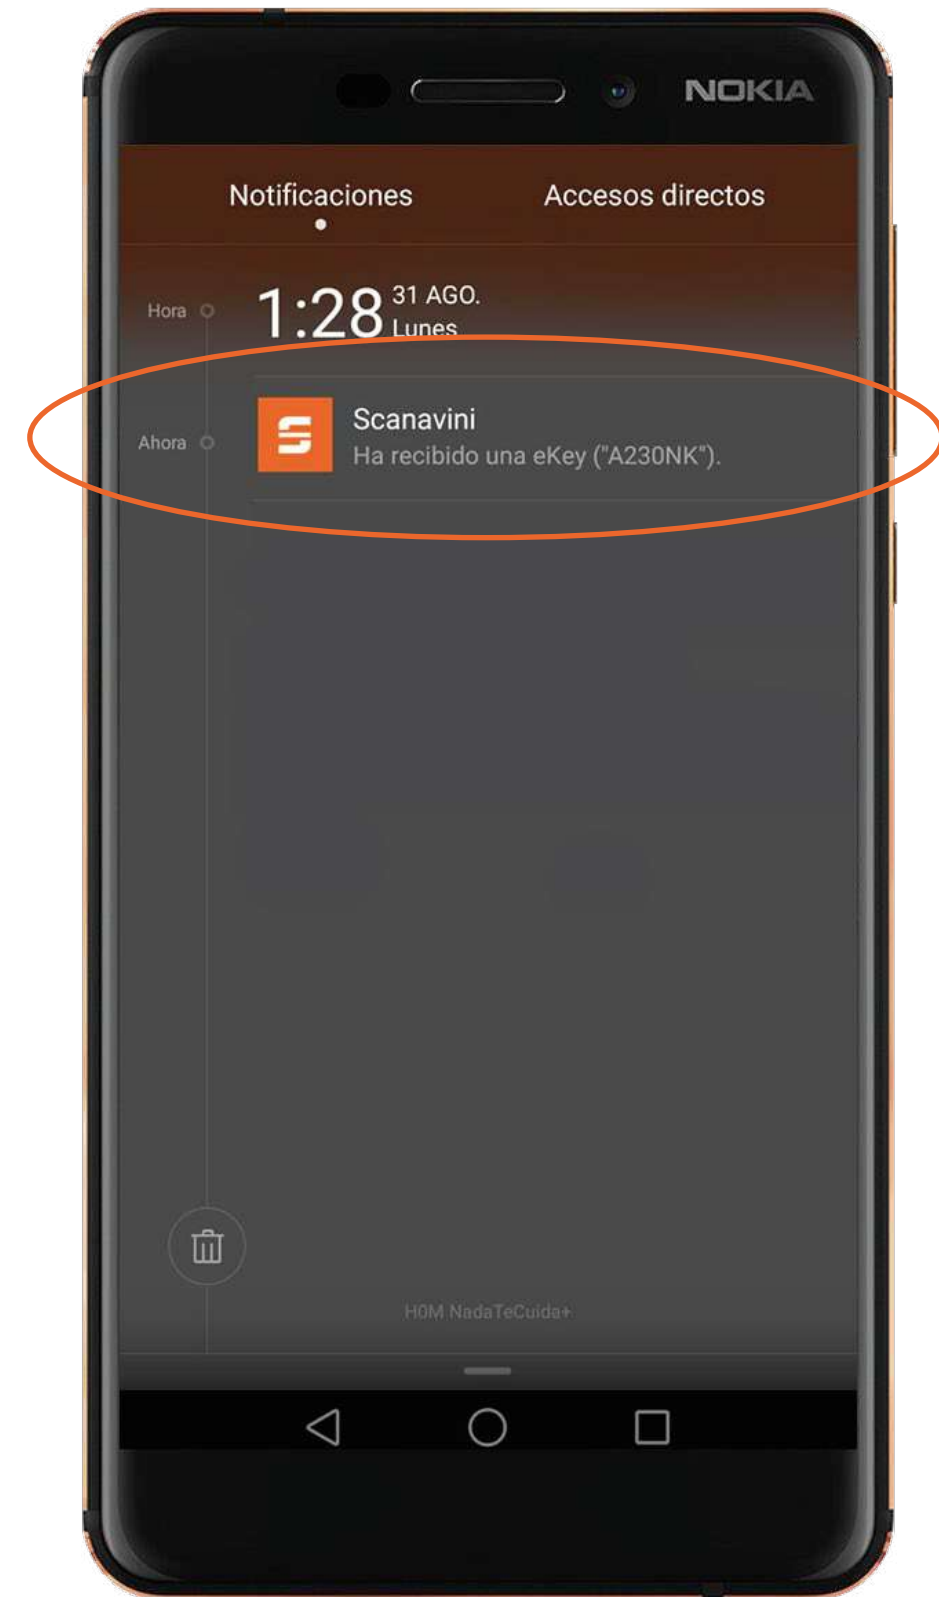 NOKIA
Notificaciones
Accesos directos
Hora
1:28
31 AGO.
Lunes
Ahora
Scanavini
Ha recibido una eKey ("A230NK").
H0M NadaTeCuida+